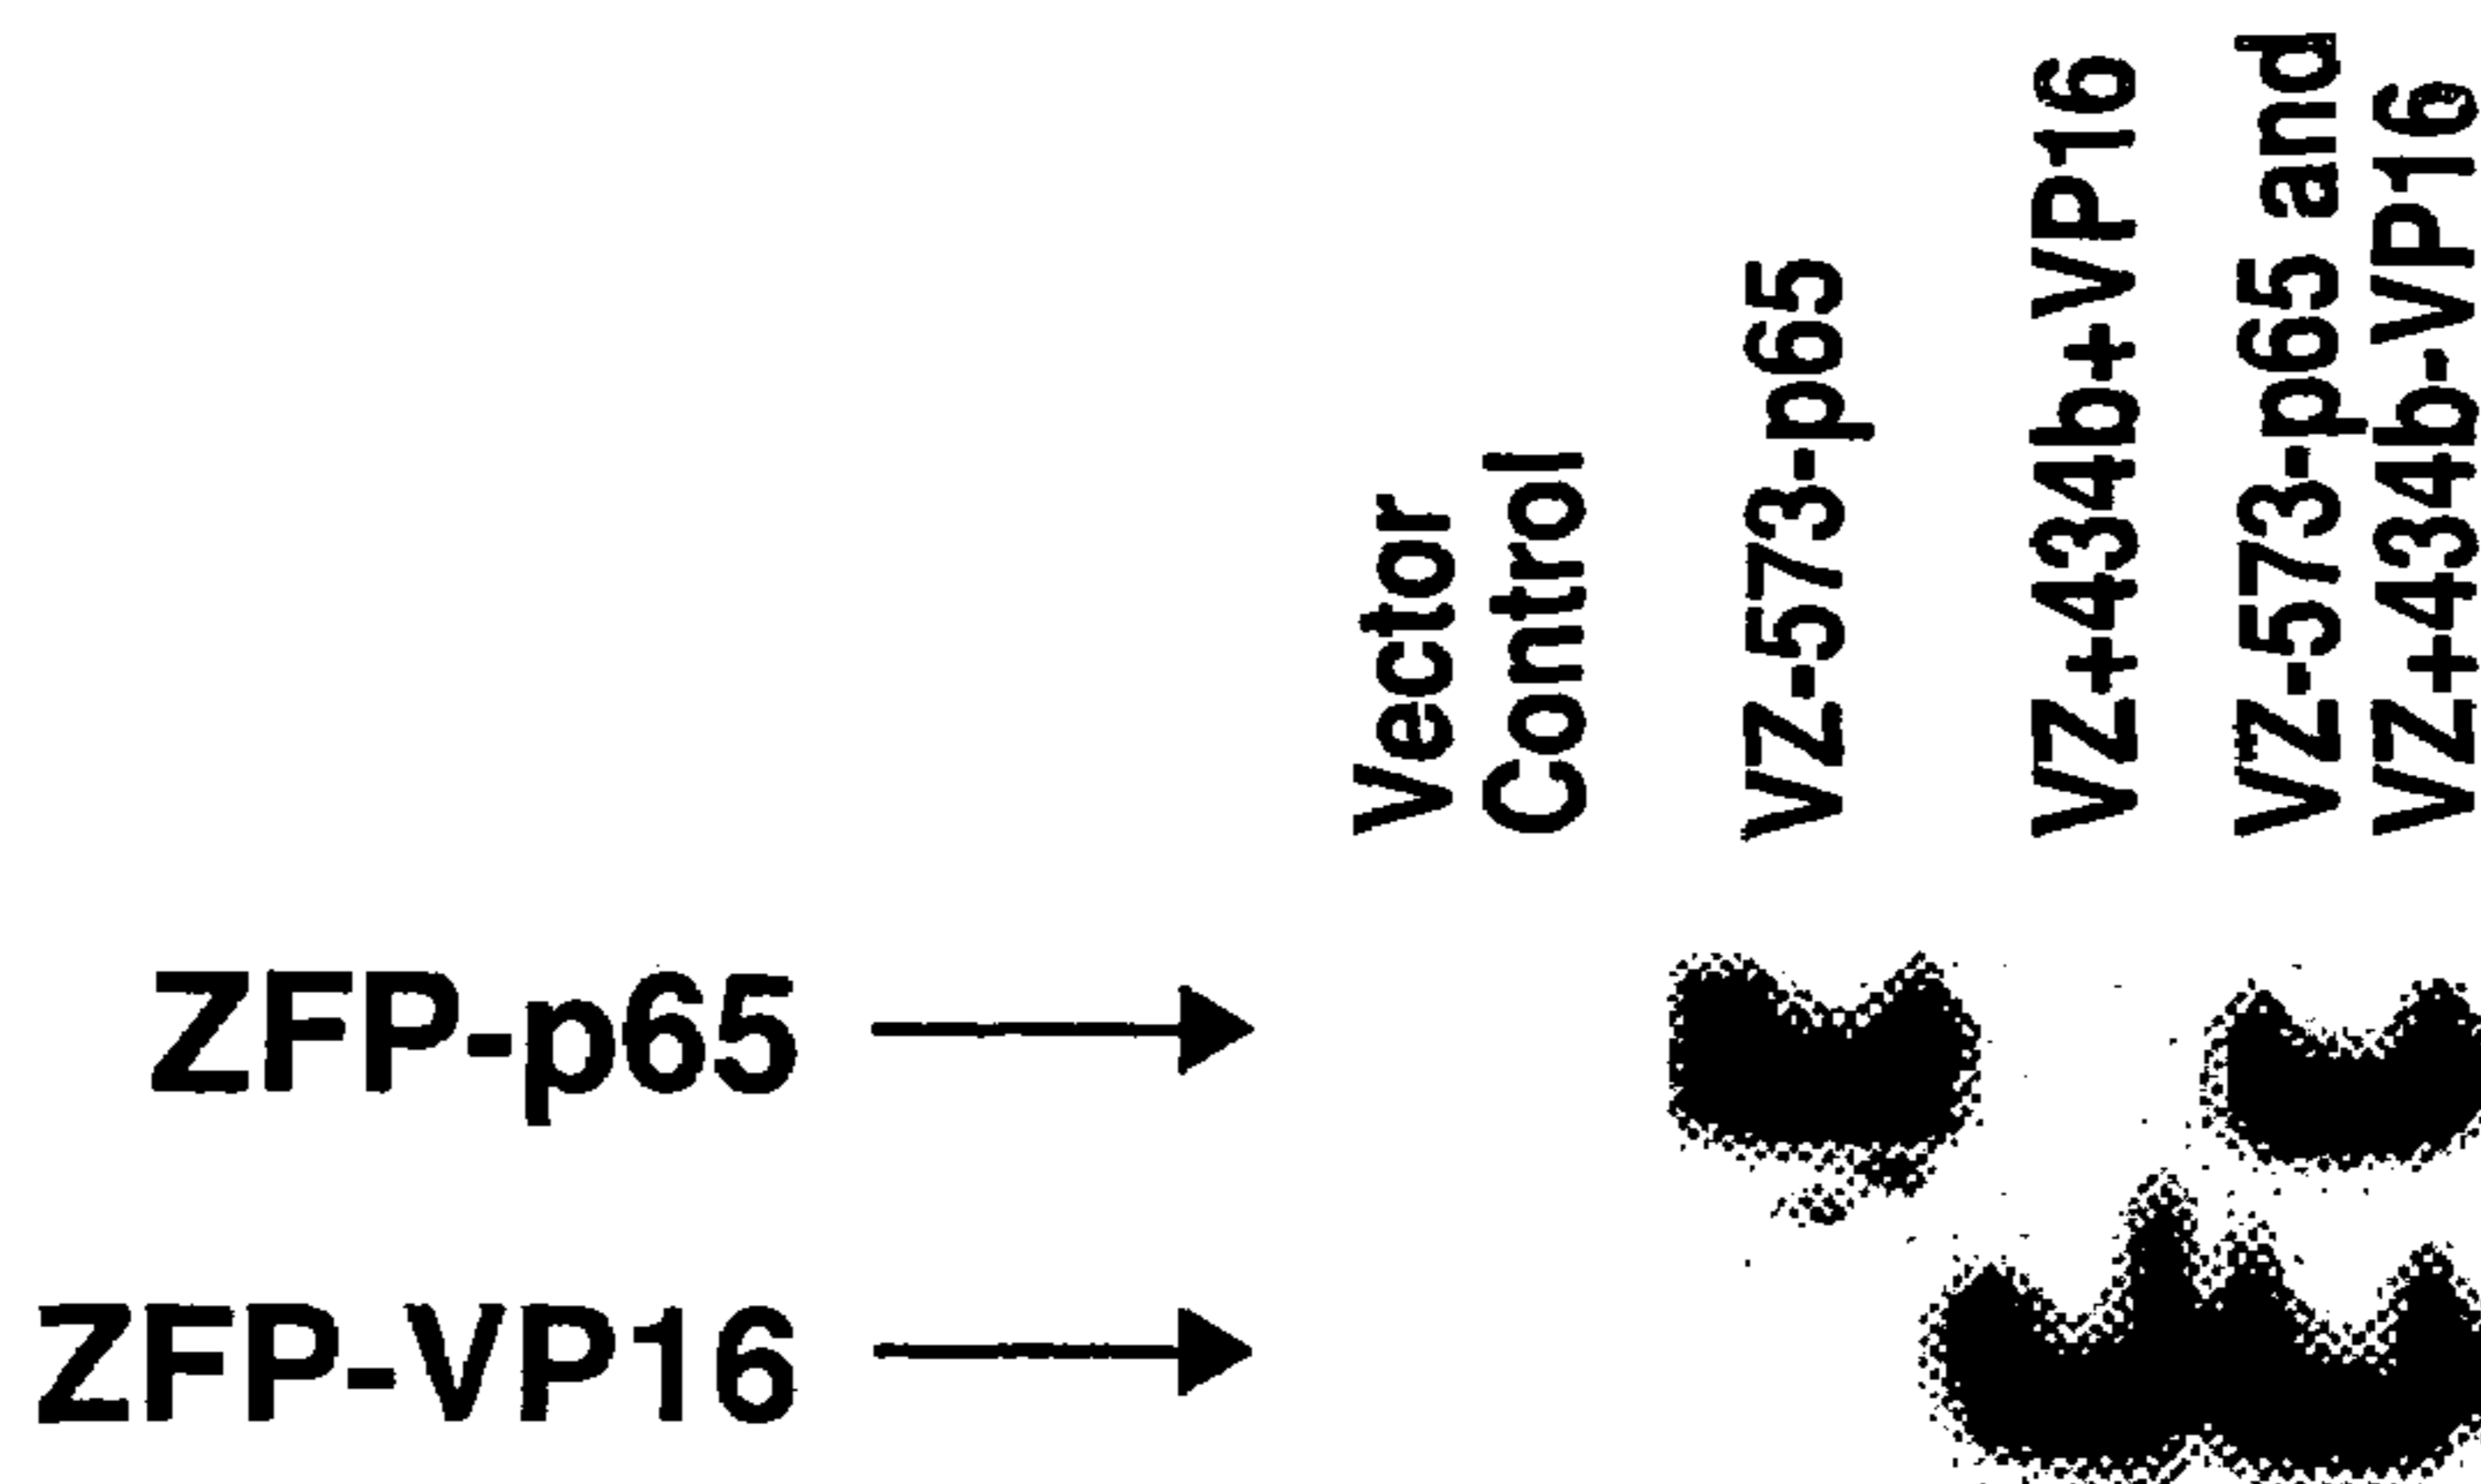 Vector
Control
VZ-573-p65
VZ+434b+VP16
VZ-573-p65 and
VZ+434b-VP16
ZFP-p65
ZFP-VP16